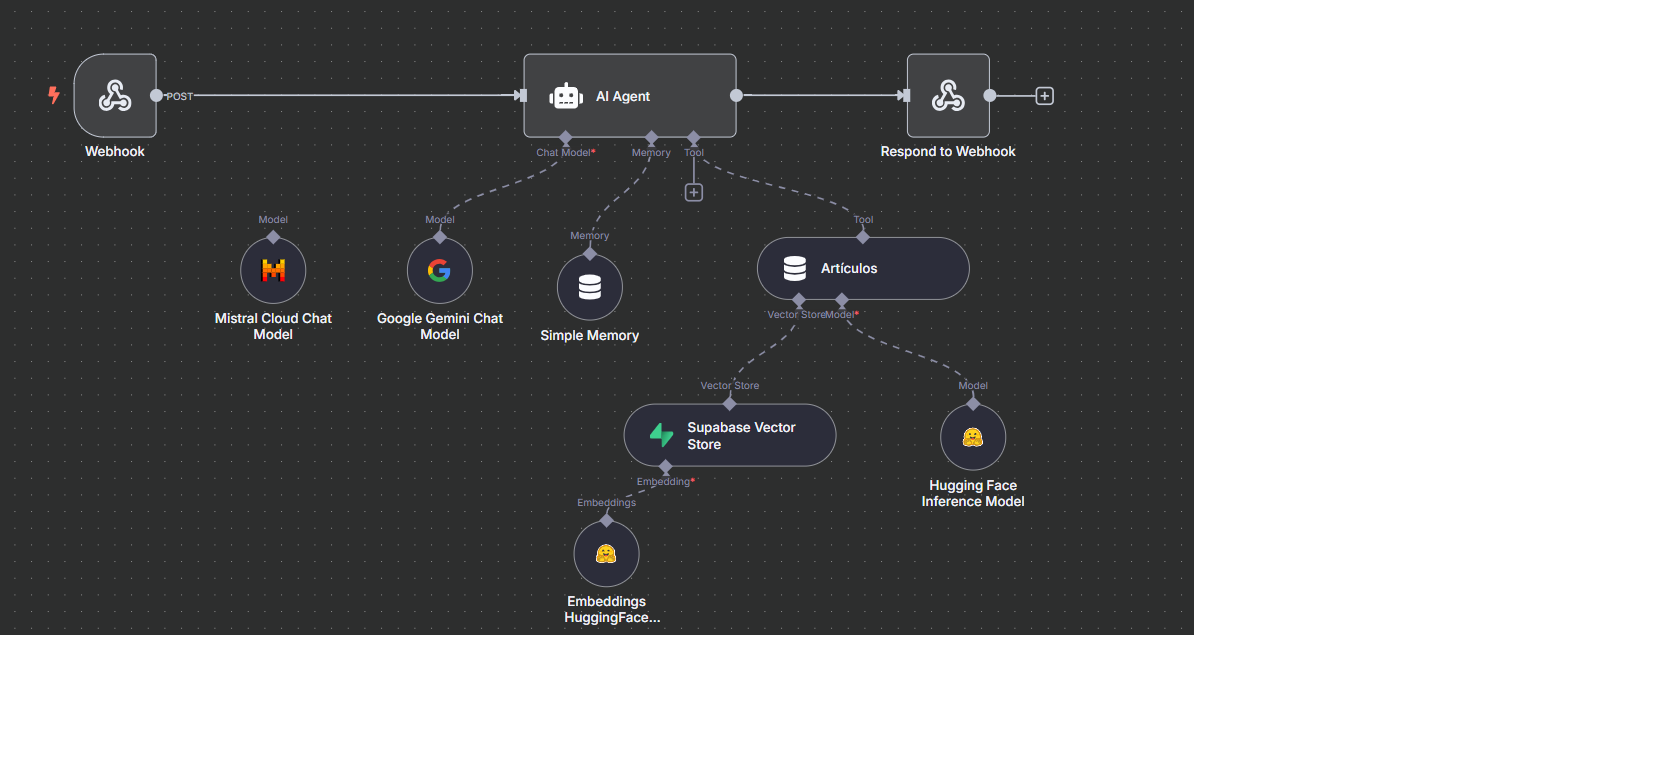 POST
AI Agent
Webhook
Chat Model*
Memory
Tool
Respond to Webhook
Model
Model
Memory
Tool
Artículos
Mistral Cloud Chat
Model
Google Gemini Chat
Model
Simple Memory
Vector Store
Model*
Vector Store
Model
Supabase Vector
Store
Embedding*
Hugging Face
Inference Model
Embeddings
Embeddings
HuggingFace...